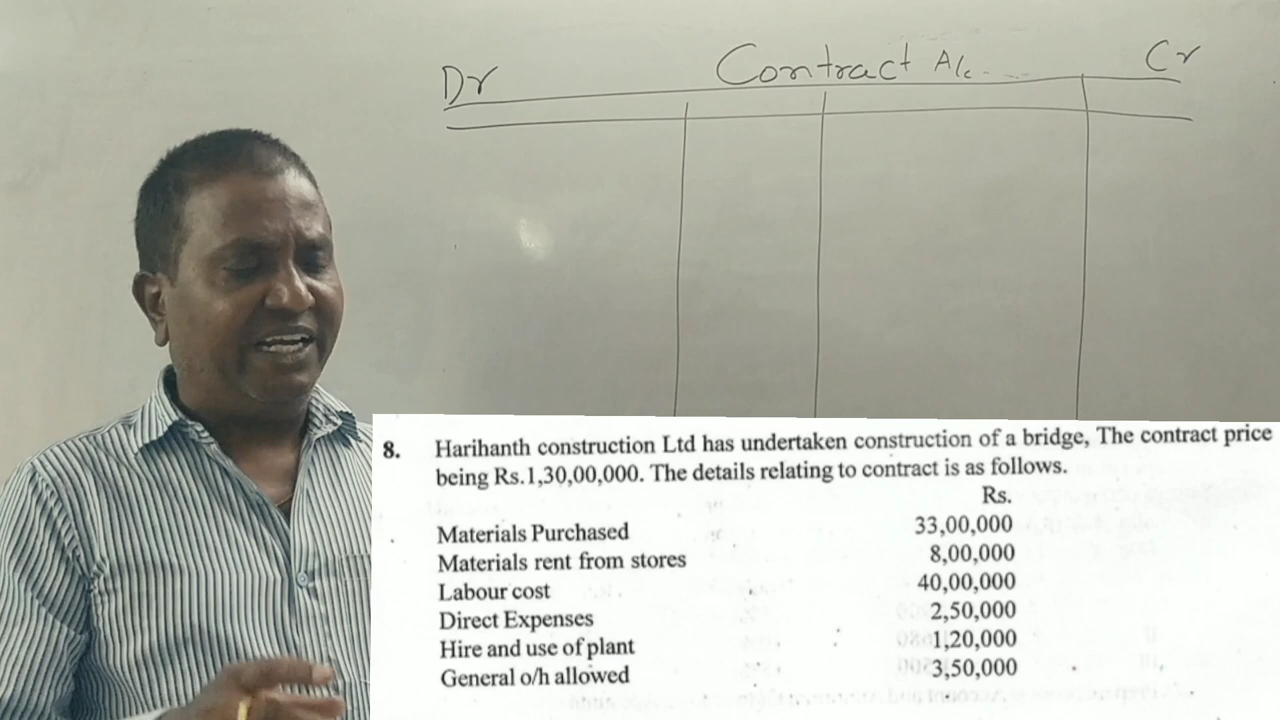 Dr Contract A/c. Cr
8. Harihanth construction Ltd has undertaken construction of a bridge, The contract price
being Rs.1,30,00,000. The details relating to contract is as follows.
Rs.
Materials Purchased 33,00,000
Materials rent from stores 8,00,000
Labour cost 40,00,000
Direct Expenses 2,50,000
Hire and use of plant : 1,20,000
General o/h allowed 3,50,000